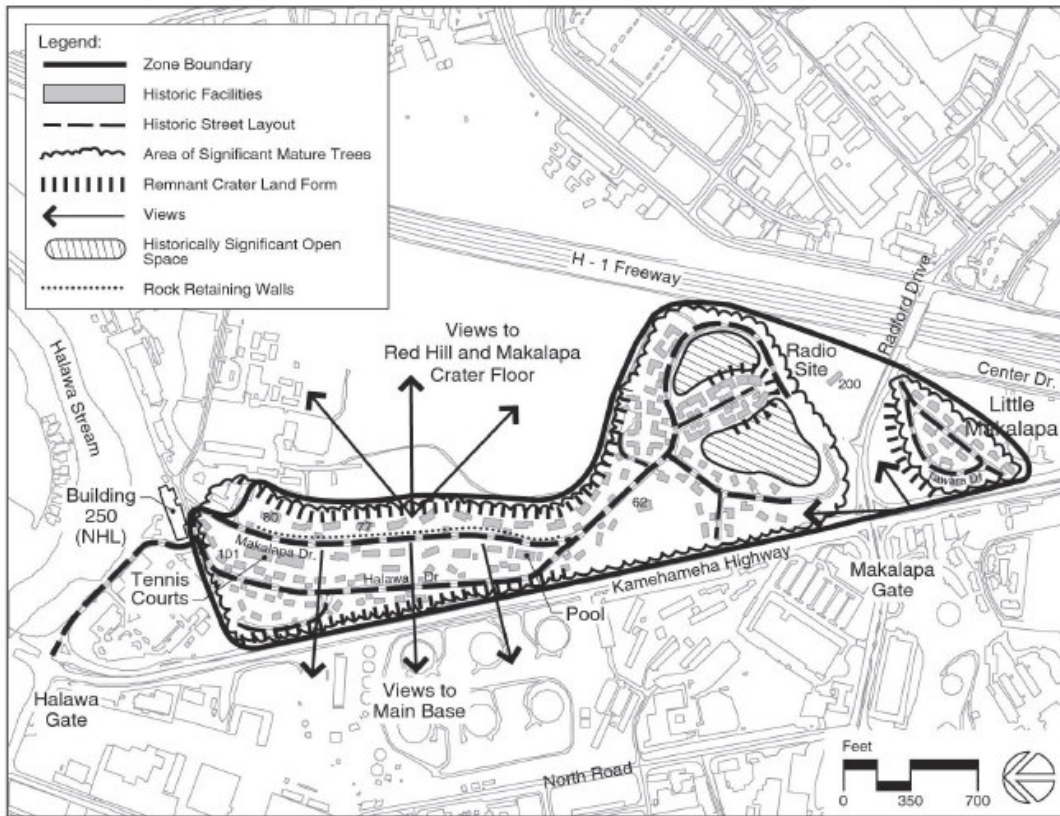 Legend:
Zone Boundary
Historic Facilities
Historic Street Layout
Area of Significant Mature Trees
Remnant Crater Land Form
Views
Historically Significant Open
Space
Rock Retaining Walls
H - 1 Freeway
Radford Drive
Halawa Stream
Views to
Red Hill and Makalapa
Crater Floor
Radio
Site
200
Center Dr.
Little
Makalapa
Building
250
(NHL)
80
77
62
101
Makalapa Dr.
Halawa Dr
Tennis
Courts
Kamehameha Highway
Makalapa
Gate
Pool
Halawa
Gate
Views to
Main Base
North Road
Feet
0 350 700